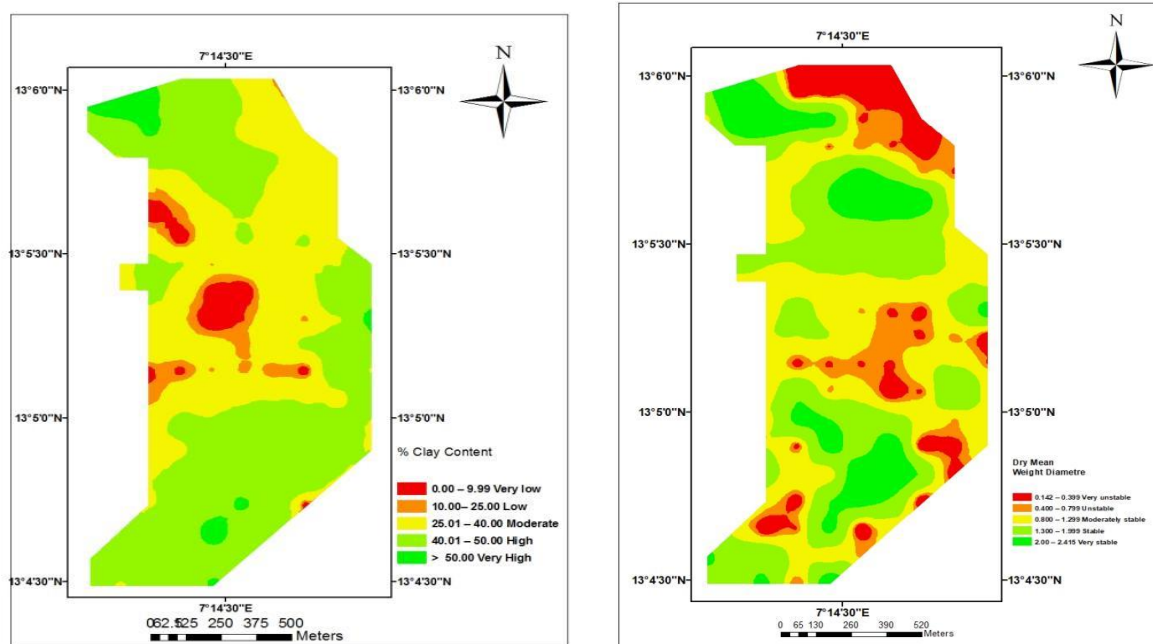 N
7°14'30"E
13°6'0"N
13°6'0"N
13°5'30"N
13°5'30"N
13°5'0"N
13°5'0"N
% Clay Content
0.00 – 9.99 Very low
10.00– 25.00 Low
25.01 – 40.00 Moderate
40.01 – 50.00 High
> 50.00 Very High
13°4'30"N
13°4'30"N
7°14'30"E
0 62.5 125 250 375 500
Meters
N
7°14'30"E
13°6'0"N
13°6'0"N
13°5'30"N
13°5'30"N
13°5'0"N
13°5'0"N
Dry Mean
Weight Diametre
0.142 – 0.399 Very unstable
0.400 – 0.799 Unstable
0.800 – 1.299 Moderately stable
1.300 – 1.999 Stable
2.00 – 2.415 Very stable
13°4'30"N
13°4'30"N
7°14'30"E
0 65 130 260 390 520
Meters